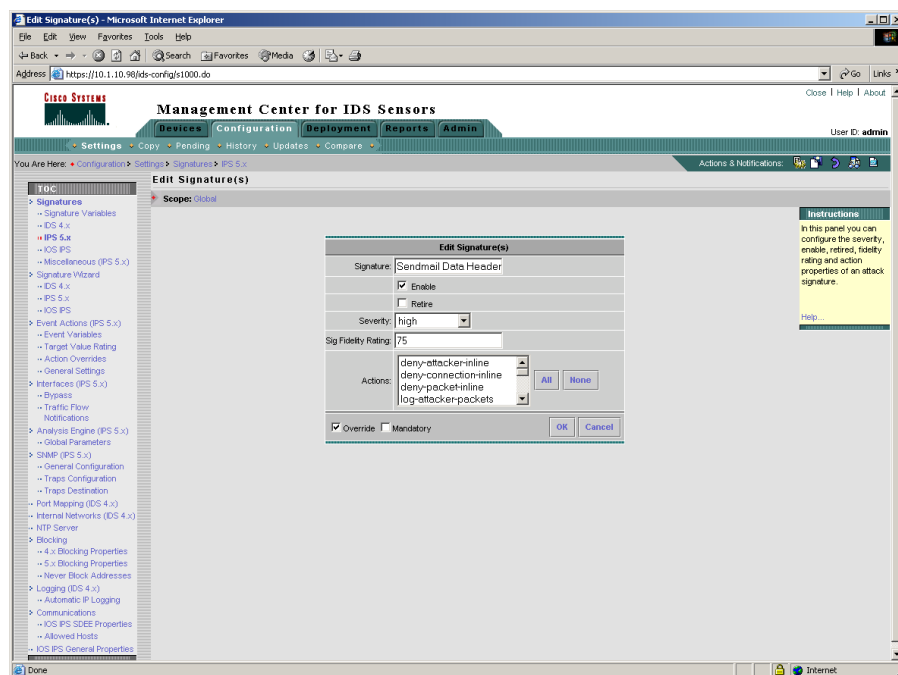 Edit Signature(s) - Microsoft Internet Explorer
File Edit View Favorites Tools Help
Back Search Favorites Media
Address https://10.1.10.98/ids-config/s1000.do Go Links
Close | Help | About
CISCO SYSTEMS
Management Center for IDS Sensors
Devices Configuration Deployment Reports Admin
User ID: admin
Settings Copy Pending History Updates Compare
You Are Here: Configuration > Settings > Signatures > IPS 5.x
Actions & Notifications:
Edit Signature(s)
TOC
Scope: Global
Signatures
Signature Variables
IDS 4.x
IPS 5.x
IOS IPS
Miscellaneous (IPS 5.x)
Signature Wizard
IDS 4.x
IPS 5.x
IOS IPS
Event Actions (IPS 5.x)
Event Variables
Target Value Rating
Action Overrides
General Settings
Interfaces (IPS 5.x)
Bypass
Traffic Flow
Notifications
Analysis Engine (IPS 5.x)
Global Parameters
SNMP (IPS 5.x)
General Configuration
Traps Configuration
Traps Destination
Port Mapping (IDS 4.x)
Internal Networks (IDS 4.x)
NTP Server
Blocking
4.x Blocking Properties
5.x Blocking Properties
Never Block Addresses
Logging (IDS 4.x)
Automatic IP Logging
Communications
IOS IPS SDEE Properties
Allowed Hosts
IOS IPS General Properties
Edit Signature(s)
Signature: Sendmail Data Header
Enable
Retire
Severity: high
Sig Fidelity Rating: 75
Actions:
deny-attacker-inline
deny-connection-inline
deny-packet-inline
log-attacker-packets
All None
Override Mandatory OK Cancel
Instructions
In this panel you can
configure the severity,
enable, retired, fidelity
rating and action
properties of an attack
signature.
Help...
Done Internet